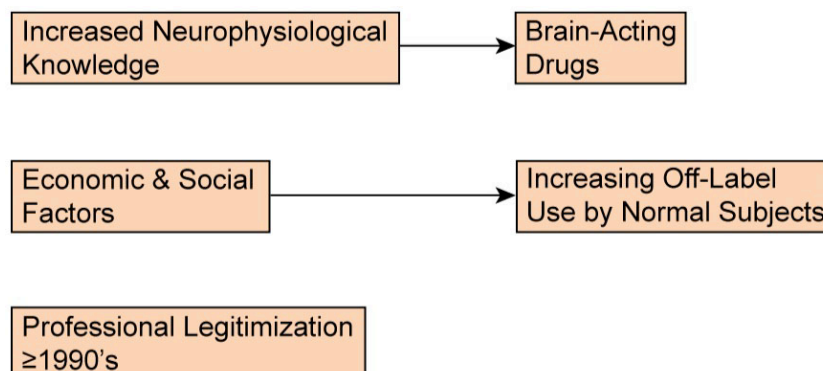 Increased Neurophysiological
Knowledge
Brain-Acting
Drugs
Economic & Social
Factors
Increasing Off-Label
Use by Normal Subjects
Professional Legitimization
≥1990’s